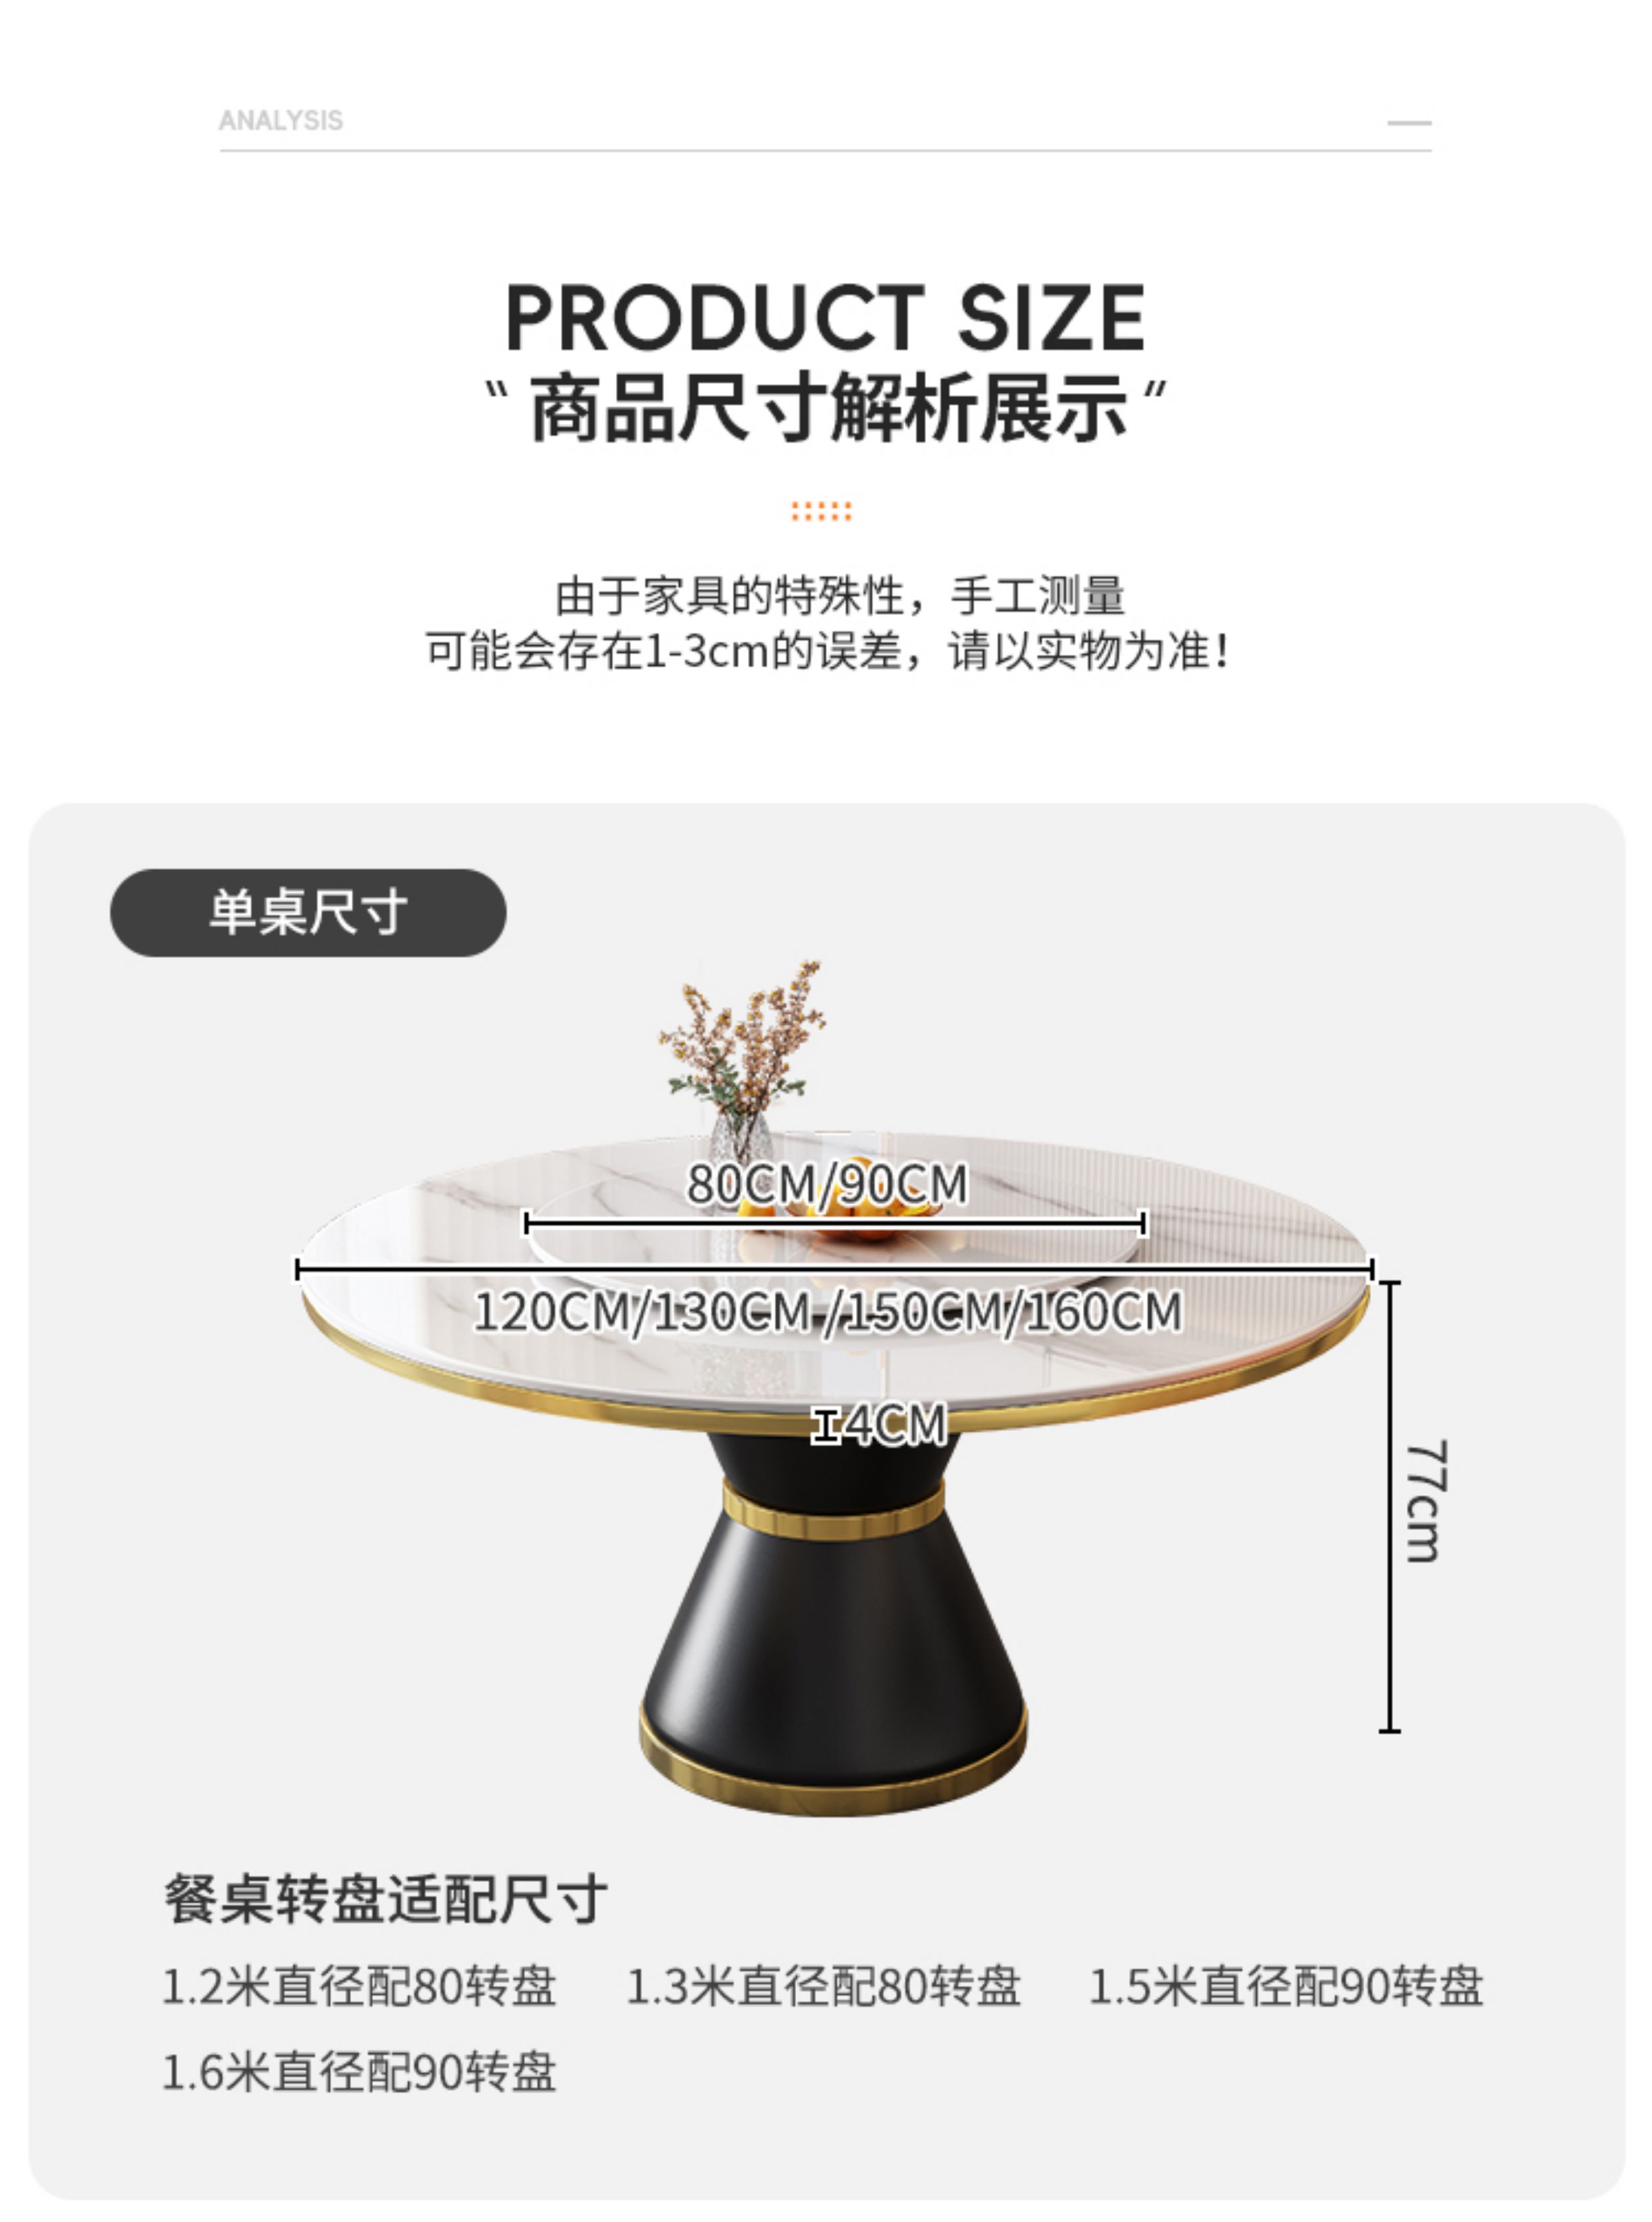 ANALYSIS
PRODUCT SIZE
“商品尺寸解析展示”
由于家具的特殊性，手工测量
可能会存在1-3cm的误差，请以实物为准！
单桌尺寸
80CM/90CM
120CM/130CM /150CM/160CM
4CM
77cm
餐桌转盘适配尺寸
1.2米直径配80转盘 1.3米直径配80转盘 1.5米直径配90转盘
1.6米直径配90转盘